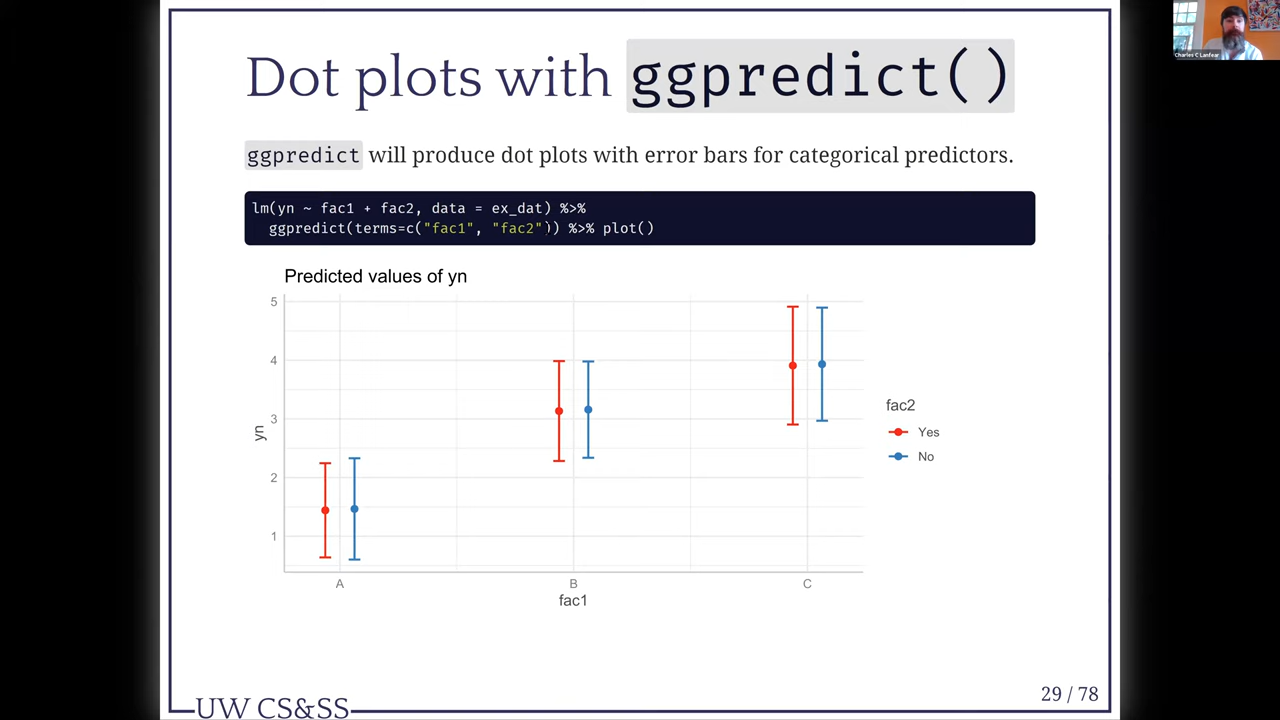 Dot plots with ggpredict()
ggpredict will produce dot plots with error bars for categorical predictors.
lm(yn ~ fac1 + fac2, data = ex_dat) %>%
ggpredict(terms=c("fac1", "fac2")) %>% plot()
Predicted values of yn
5
4
3
2
1
yn
A B C
fac1
fac2
Yes
No
UW CS&SS
29 / 78
Charles C Lanfear